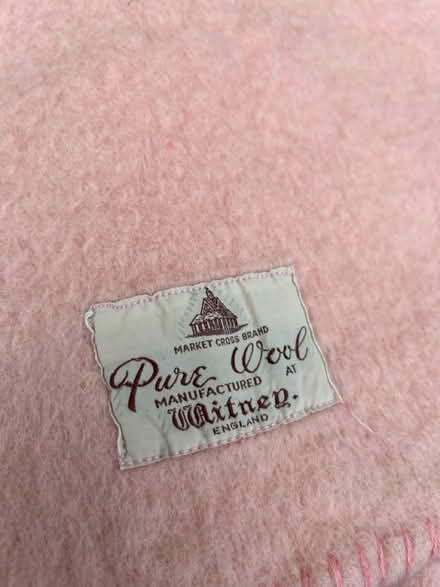 MARKET CROSS BRAND
Pure Wool
MANUFACTURED AT
Witney.
ENGLAND